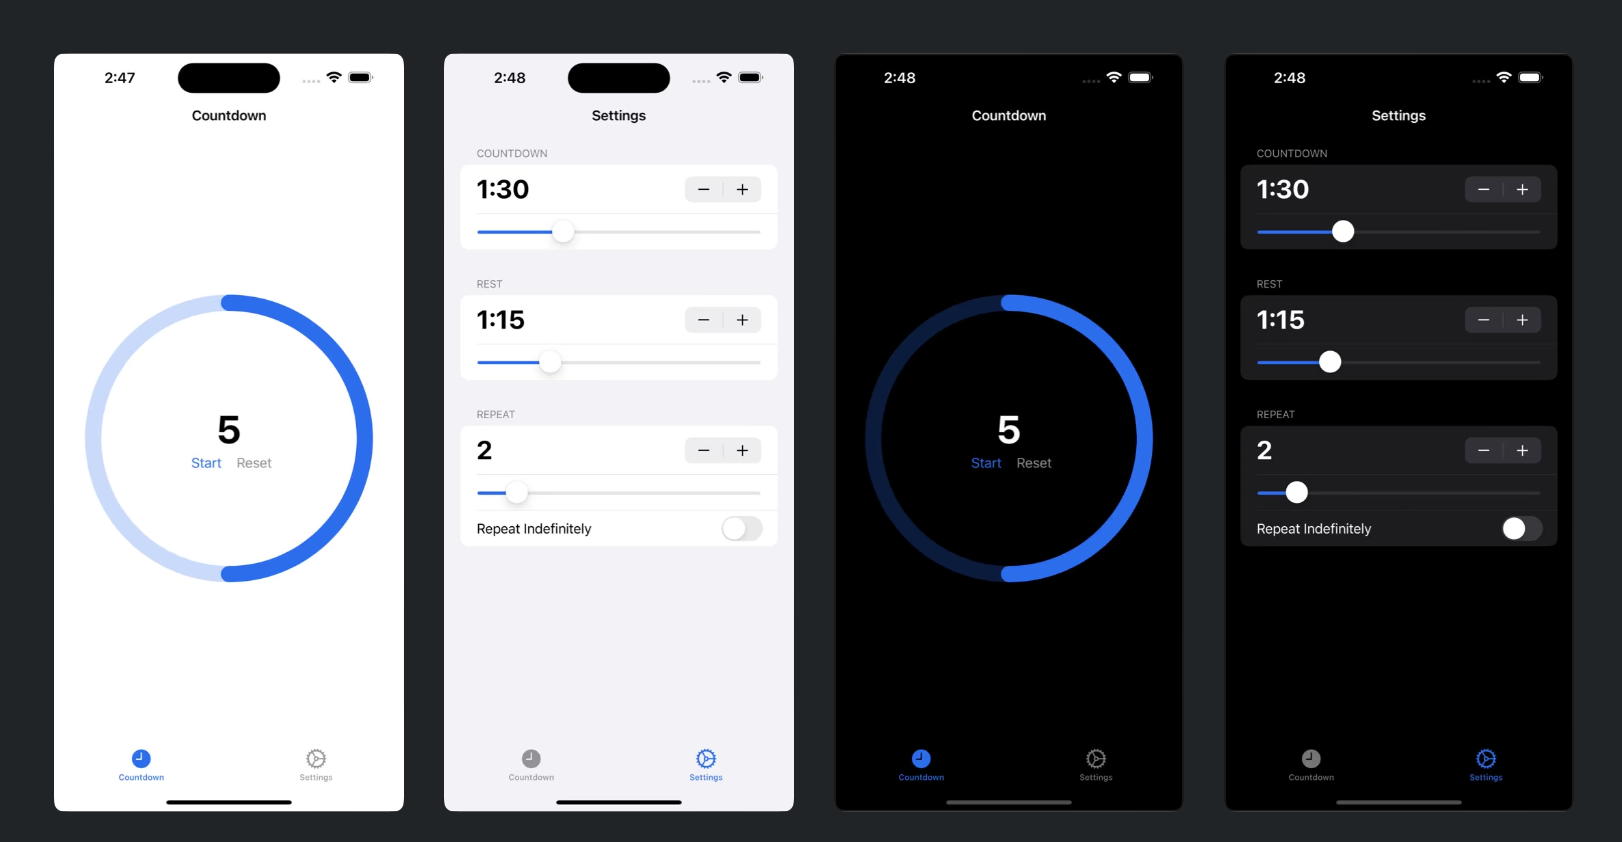 2:47
Countdown
5
Start Reset
Countdown Settings
2:48
Settings
COUNTDOWN
1:30
REST
1:15
REPEAT
2
Repeat Indefinitely
Countdown Settings
2:48
Countdown
5
Start Reset
Countdown Settings
2:48
Settings
COUNTDOWN
1:30
REST
1:15
REPEAT
2
Repeat Indefinitely
Countdown Settings